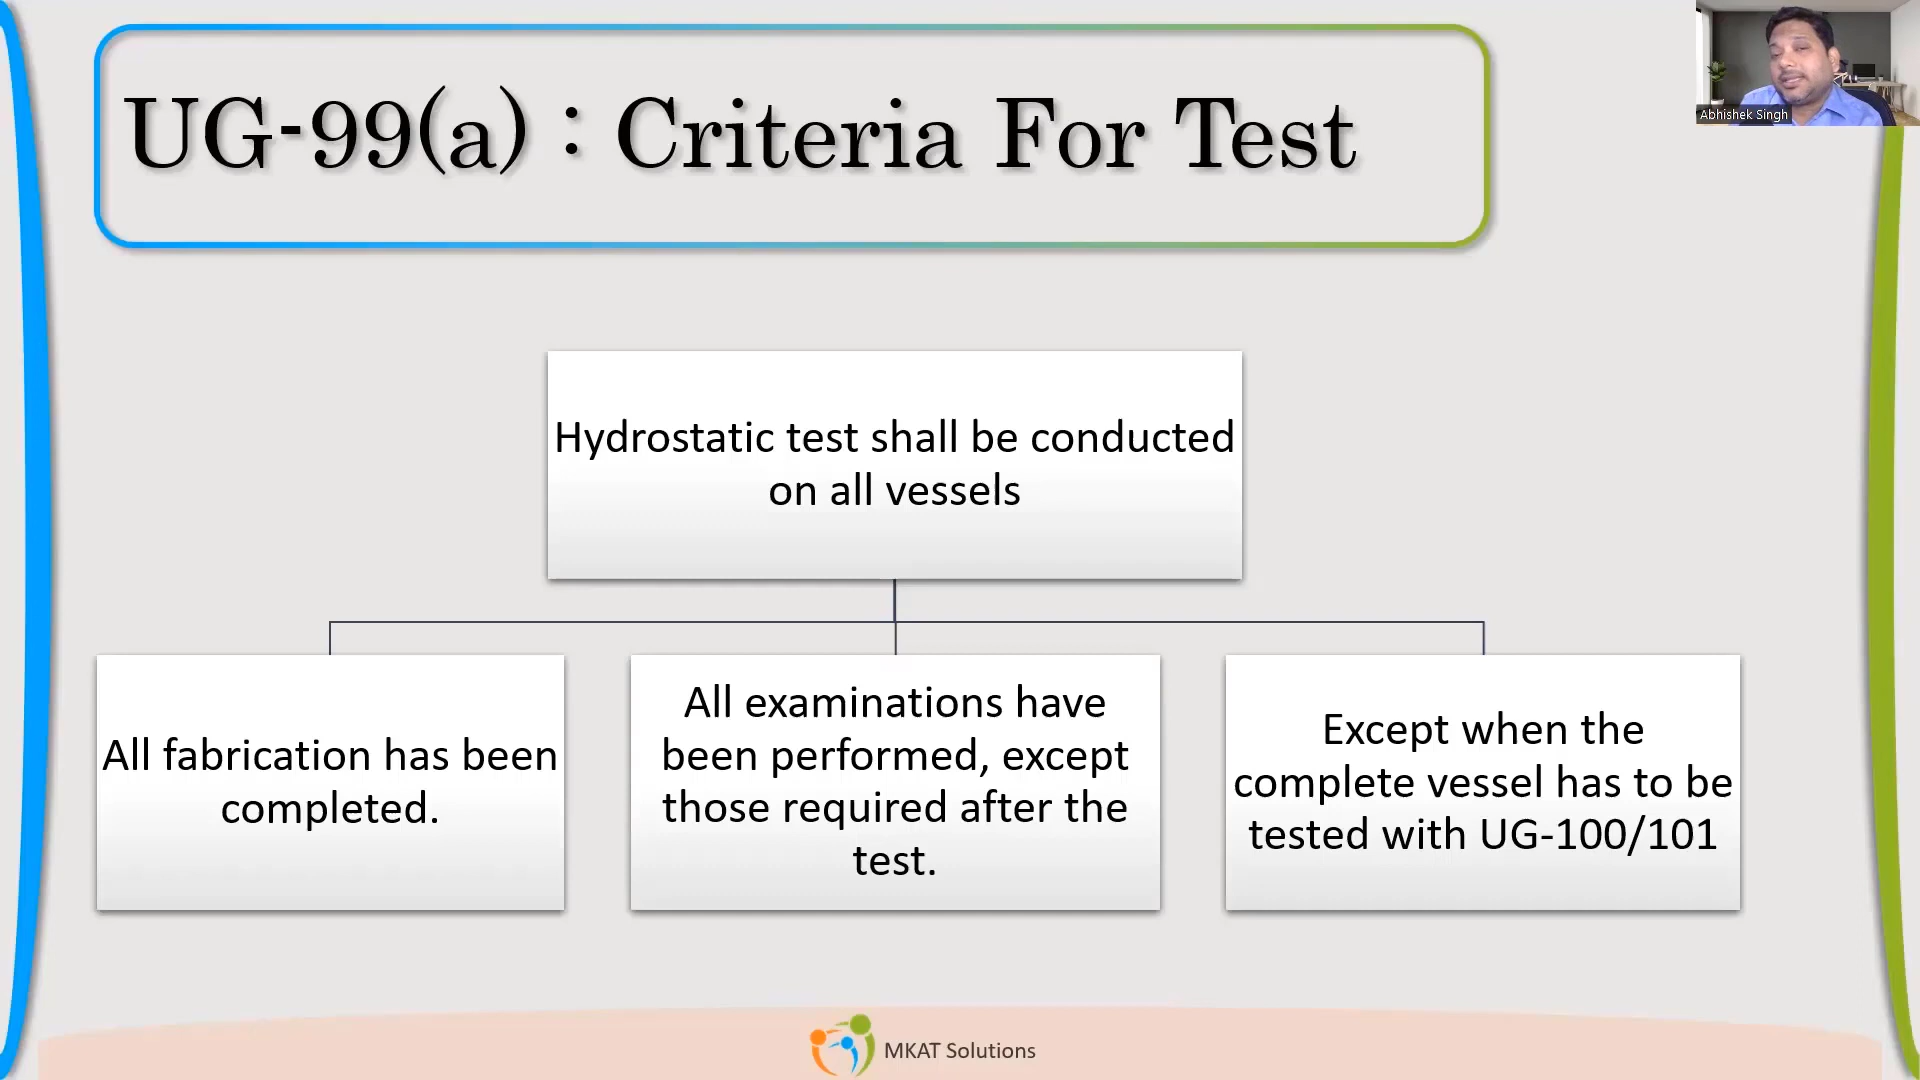 UG-99(a) : Criteria For Test
Abhishek Singh
Hydrostatic test shall be conducted
on all vessels
All fabrication has been
completed.
All examinations have
been performed, except
those required after the
test.
Except when the
complete vessel has to be
tested with UG-100/101
MKAT Solutions